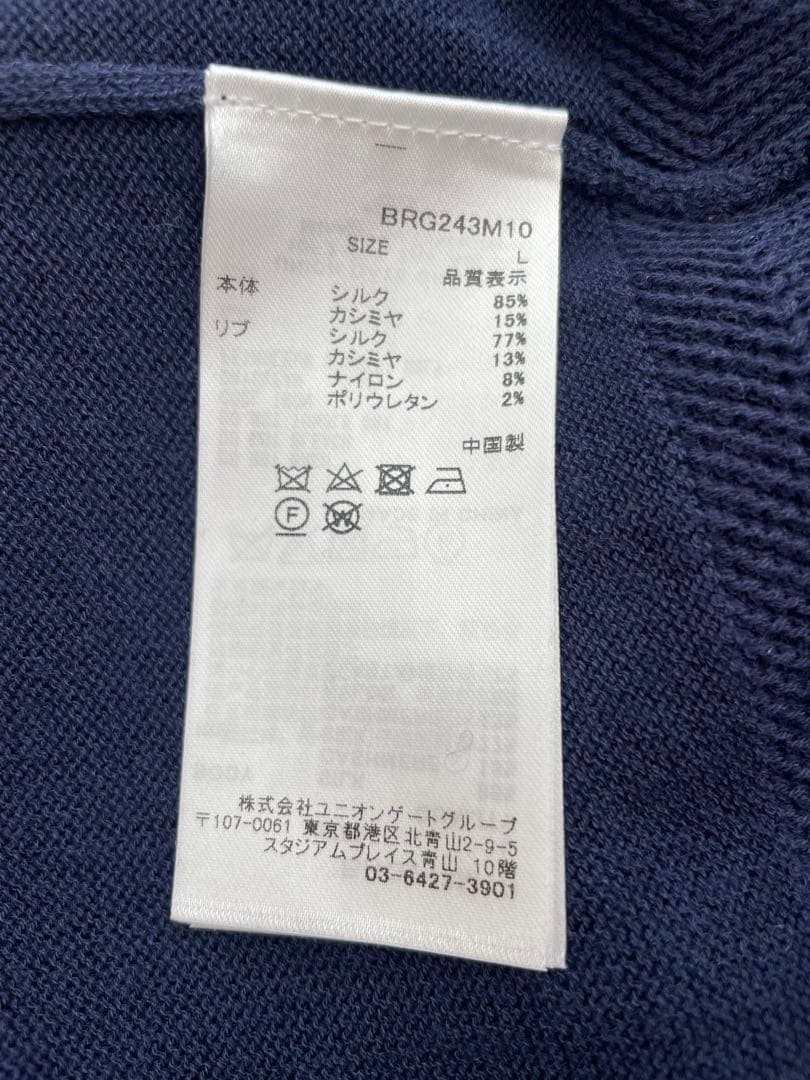 BRG243M10
SIZE L
品質表示
本体 シルク 85%
カシミヤ 15%
リブ シルク 77%
カシミヤ 13%
ナイロン 8%
ポリウレタン 2%
中国製
F
W
株式会社ユニオンゲートグループ
〒107-0061 東京都港区北青山2-9-5
スタジアムプレイス青山 10階
03-6427-3901